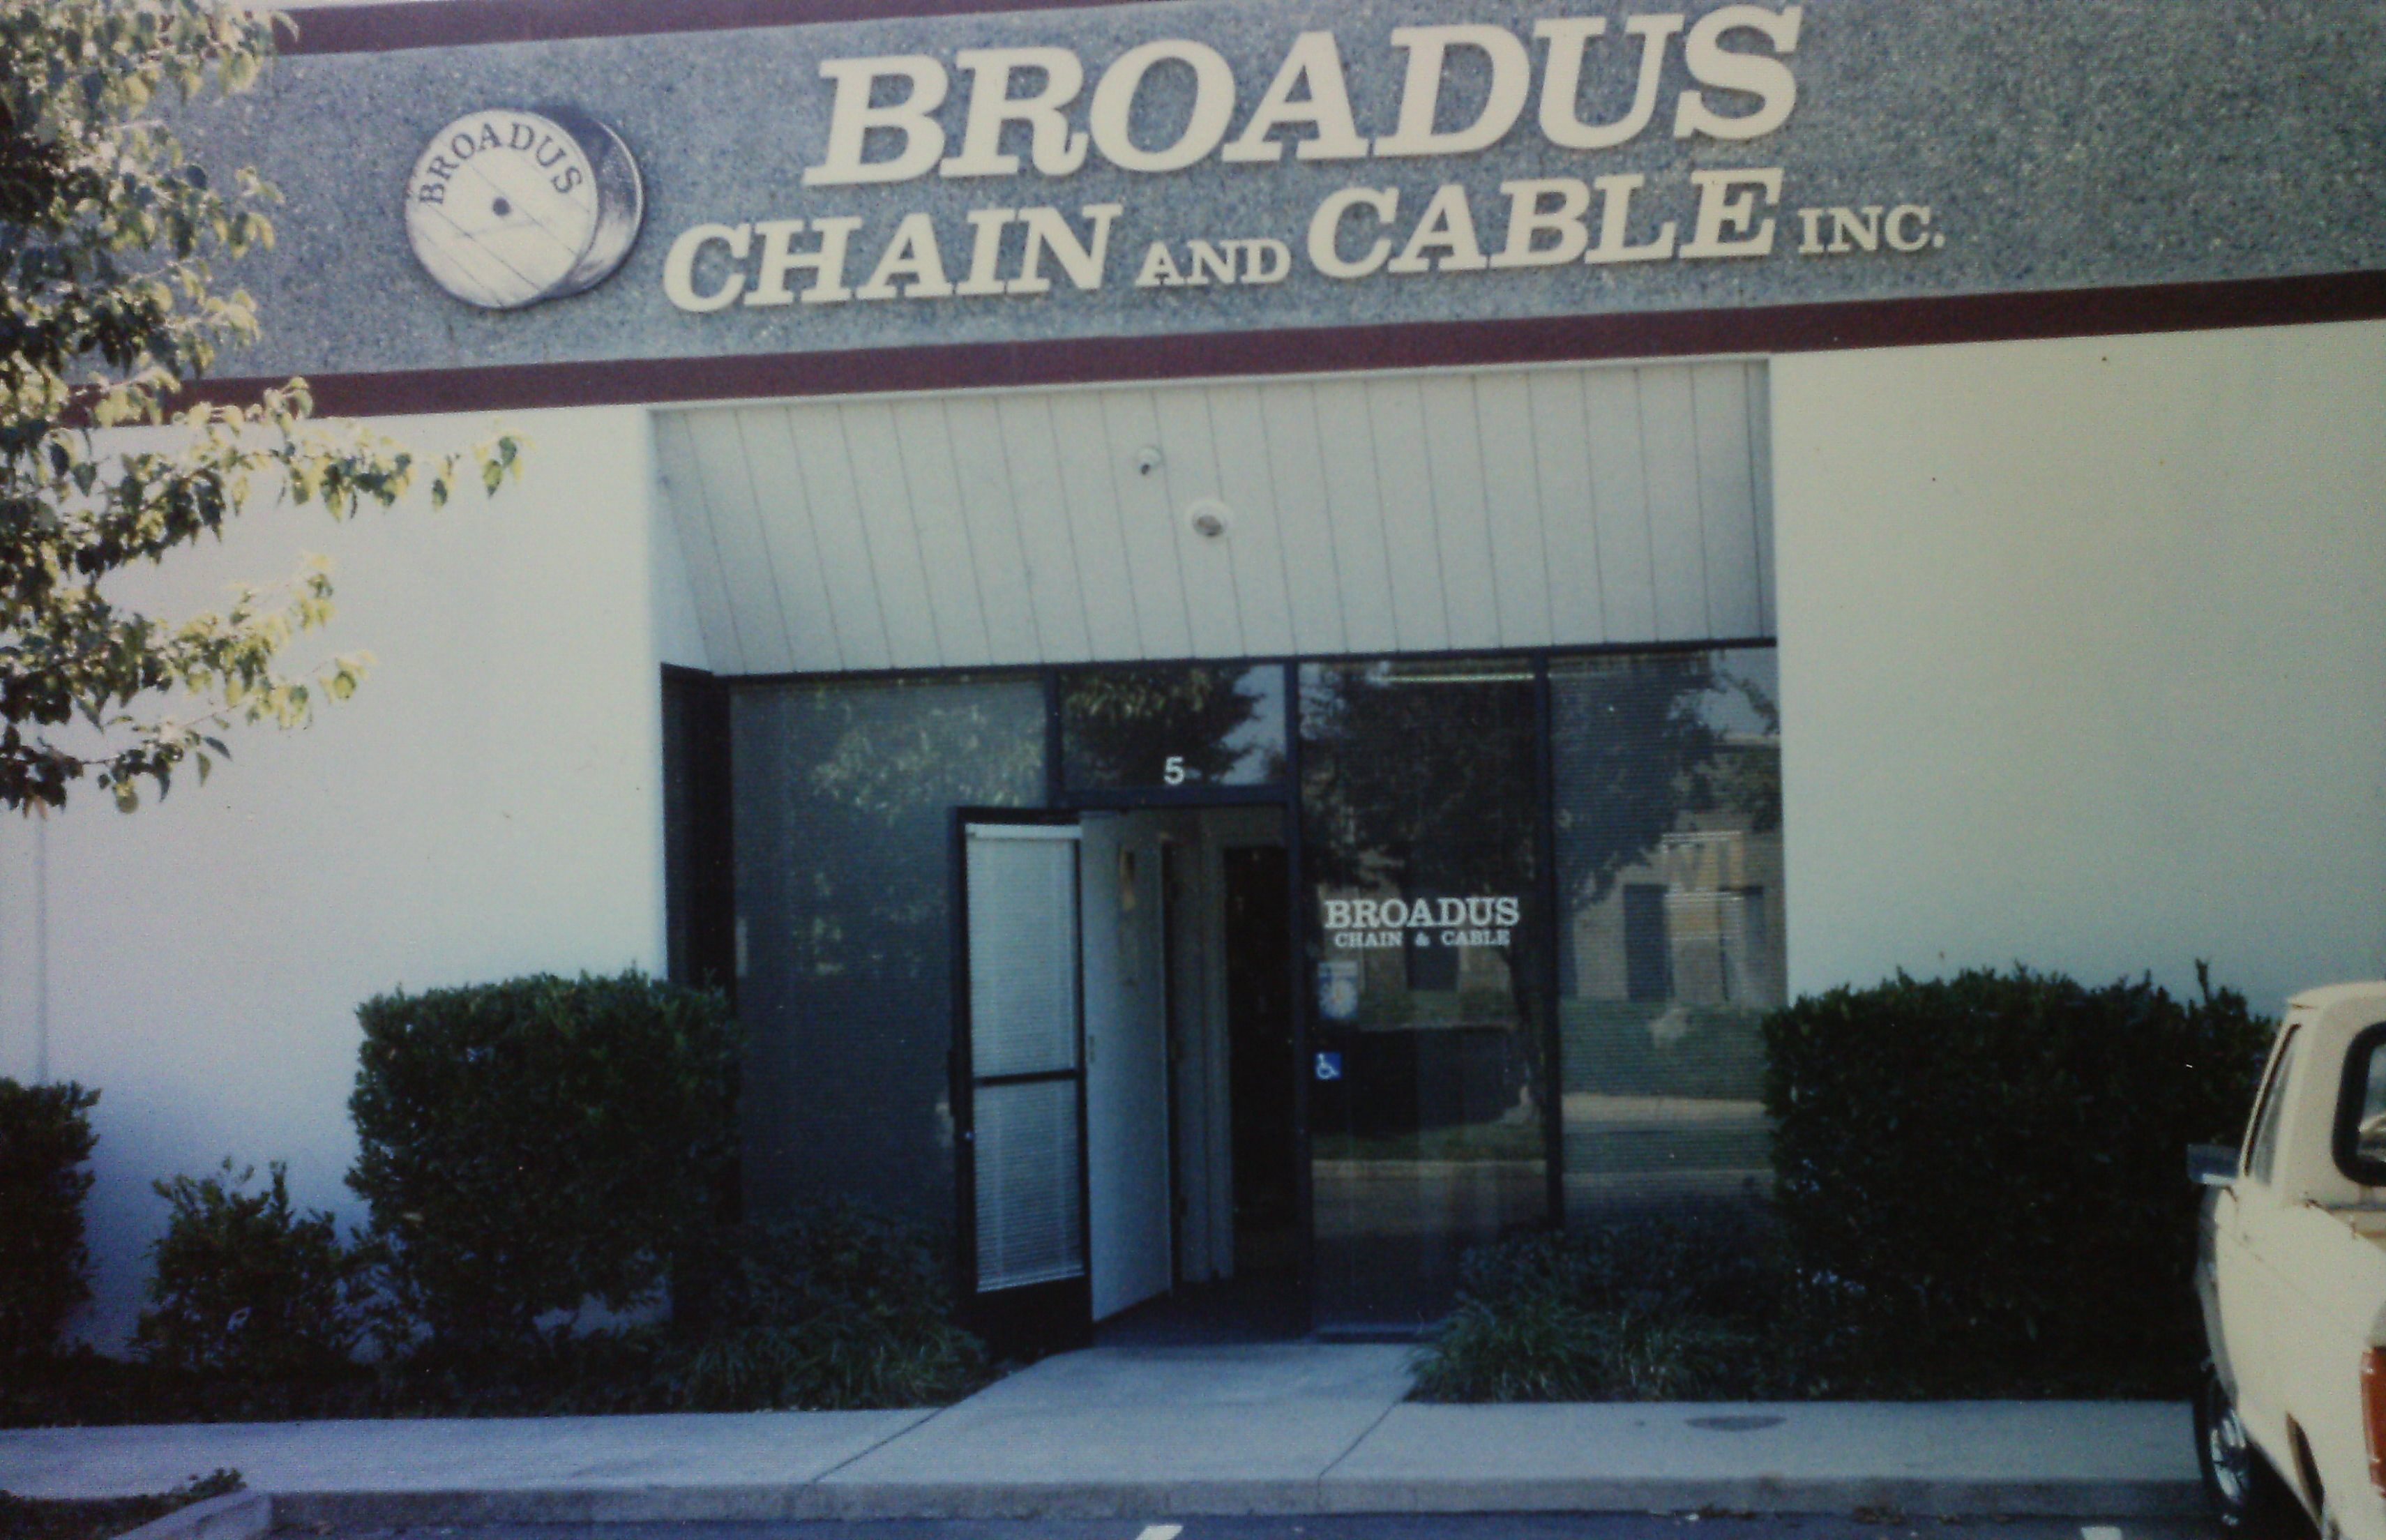 BROADUS
BROADUS
CHAIN AND CABLE INC.
5
BROADUS
CHAIN & CABLE